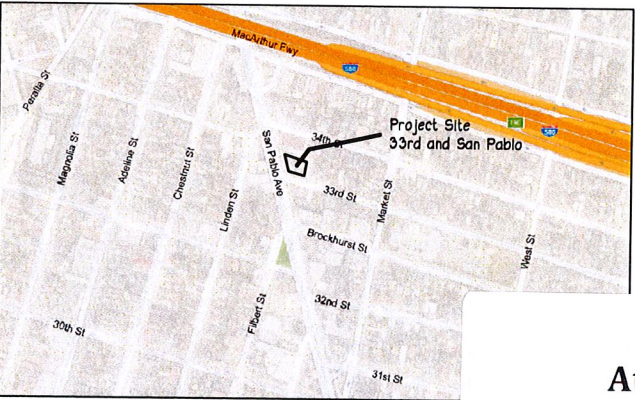 MacArthur Fwy
580
580
Peralta St
Magnolia St
Adeline St
Chestnut St
Linden St
San Pablo Ave
34th St
Project Site
33rd and San Pablo
33rd St
Market St
Brockhurst St
West St
Filbert St
32nd St
30th St
31st St